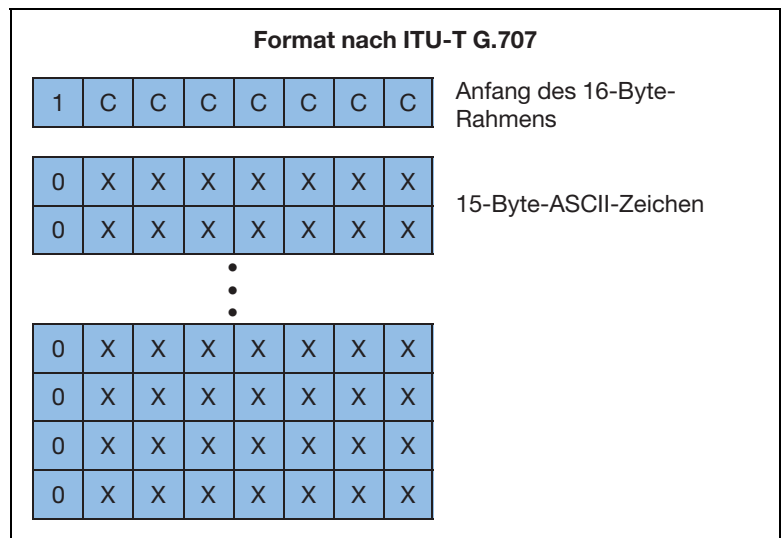 Format nach ITU-T G.707
1 C C C C C C C
Anfang des 16-Byte-
Rahmens
0 X X X X X X X
0 X X X X X X X
15-Byte-ASCII-Zeichen
0 X X X X X X X
0 X X X X X X X
0 X X X X X X X
0 X X X X X X X